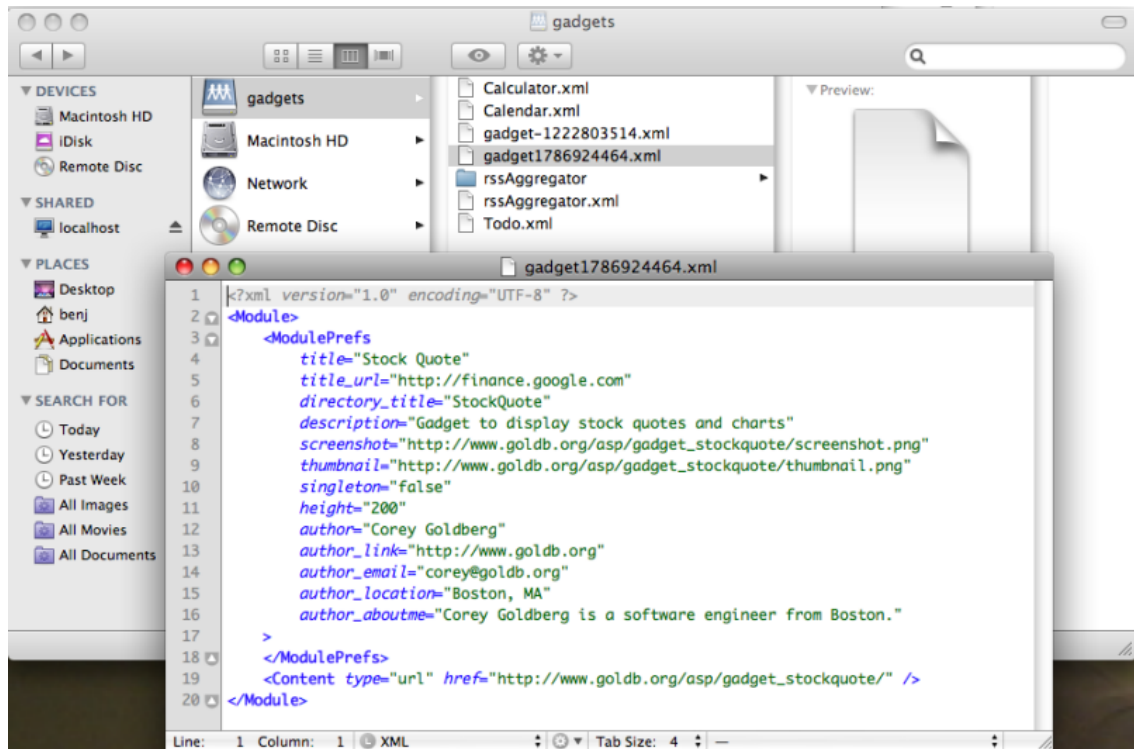 gadgets
▼ DEVICES
Macintosh HD
iDisk
Remote Disc
▼ SHARED
localhost
▼ PLACES
Desktop
benj
Applications
Documents
▼ SEARCH FOR
Today
Yesterday
Past Week
All Images
All Movies
All Documents
gadgets
Macintosh HD
Network
Remote Disc
Calculator.xml
Calendar.xml
gadget-1222803514.xml
gadget1786924464.xml
rssAggregator
rssAggregator.xml
Todo.xml
▼ Preview:
gadget1786924464.xml
1 <?xml version="1.0" encoding="UTF-8" ?>
2 <Module>
3 <ModulePrefs
4 title="Stock Quote"
5 title_url="http://finance.google.com"
6 directory_title="StockQuote"
7 description="Gadget to display stock quotes and charts"
8 screenshot="http://www.goldb.org/asp/gadget_stockquote/screenshot.png"
9 thumbnail="http://www.goldb.org/asp/gadget_stockquote/thumbnail.png"
10 singleton="false"
11 height="200"
12 author="Corey Goldberg"
13 author_link="http://www.goldb.org"
14 author_email="corey@goldb.org"
15 author_location="Boston, MA"
16 author_aboutme="Corey Goldberg is a software engineer from Boston."
17 >
18 </ModulePrefs>
19 <Content type="url" href="http://www.goldb.org/asp/gadget_stockquote/" />
20 </Module>
Line: 1 Column: 1 XML Tab Size: 4 —